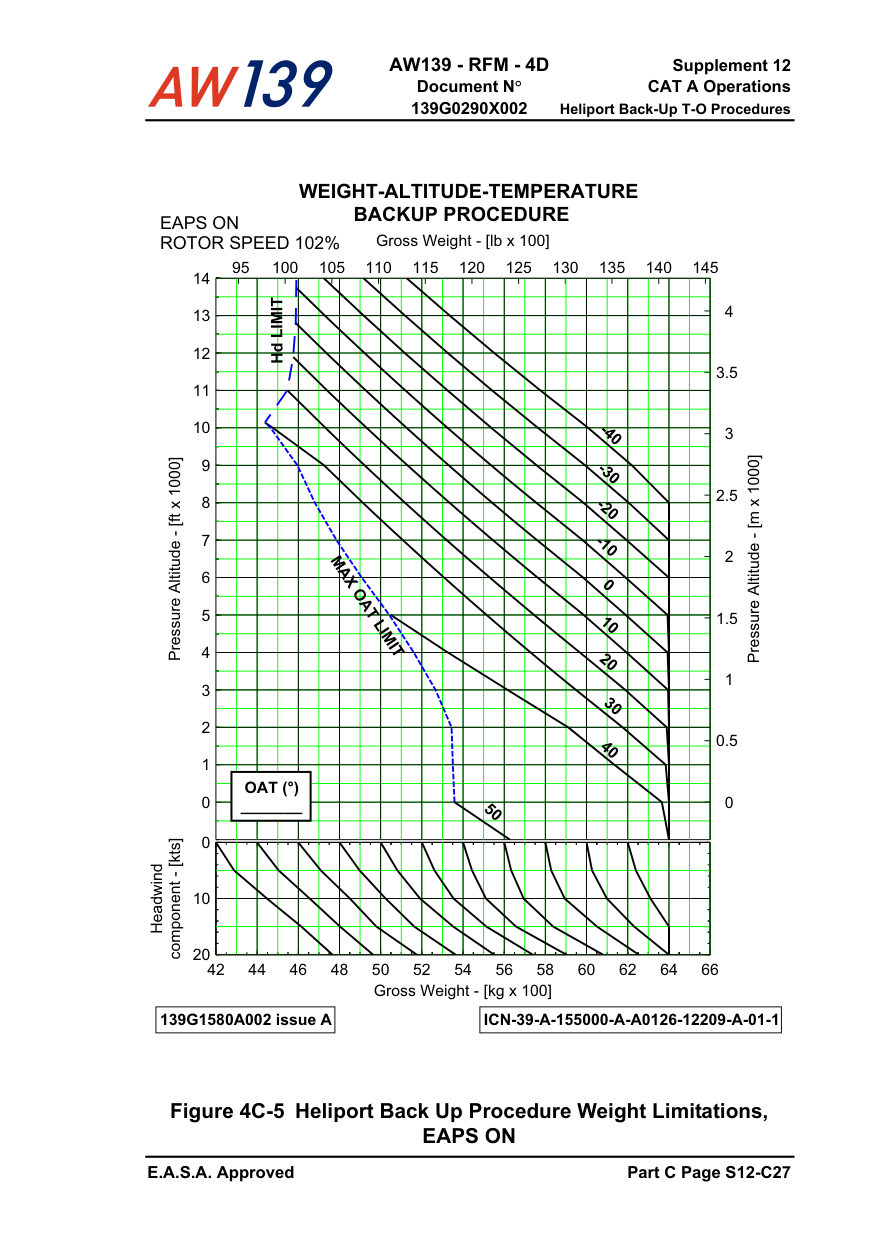 AW139
AW139 - RFM - 4D
Document N°
139G0290X002
Supplement 12
CAT A Operations
Heliport Back-Up T-O Procedures
WEIGHT-ALTITUDE-TEMPERATURE
BACKUP PROCEDURE
EAPS ON
ROTOR SPEED 102%
Gross Weight - [lb x 100]
95 100 105 110 115 120 125 130 135 140 145
14
13
12
11
10
9
8
7
6
5
4
3
2
1
0
Pressure Altitude - [ft x 1000]
Hd LIMIT
MAX OAT LIMIT
-40
-30
-20
-10
0
10
20
30
40
50
4
3.5
3
2.5
2
1.5
1
0.5
0
Pressure Altitude - [m x 1000]
OAT (°)
Headwind
component - [kts]
0
10
20
42 44 46 48 50 52 54 56 58 60 62 64 66
Gross Weight - [kg x 100]
139G1580A002 issue A
ICN-39-A-155000-A-A0126-12209-A-01-1
Figure 4C-5 Heliport Back Up Procedure Weight Limitations,
EAPS ON
E.A.S.A. Approved
Part C Page S12-C27